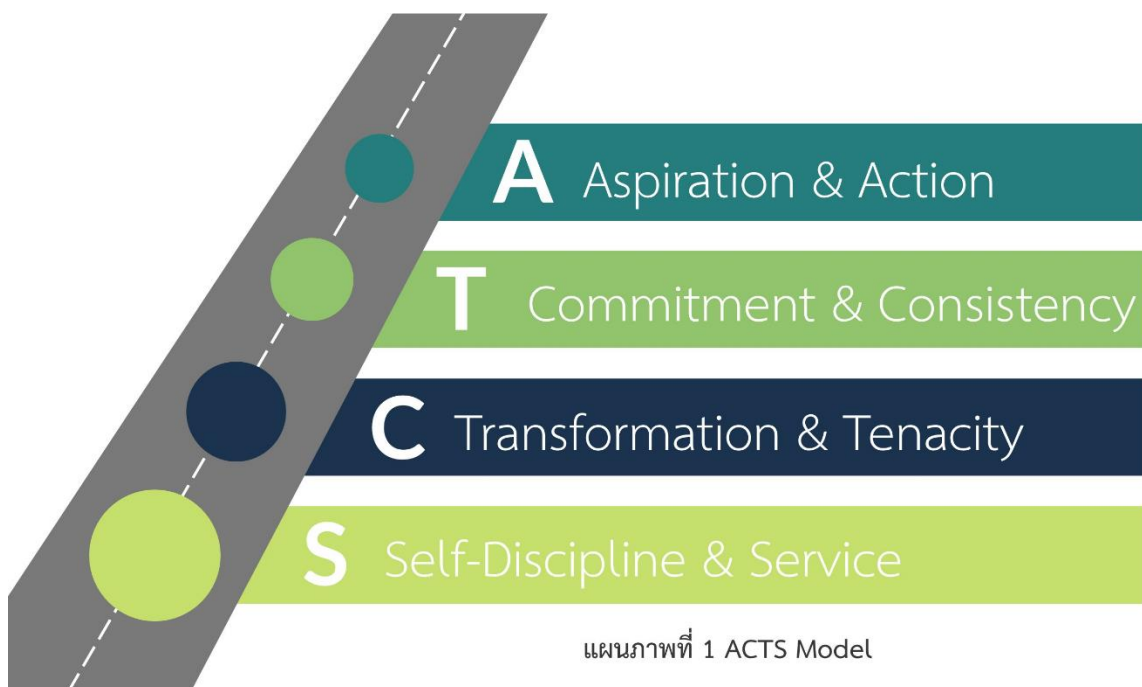 A Aspiration & Action
T Commitment & Consistency
C Transformation & Tenacity
S Self-Discipline & Service
แผนภาพที่ 1 ACTS Model